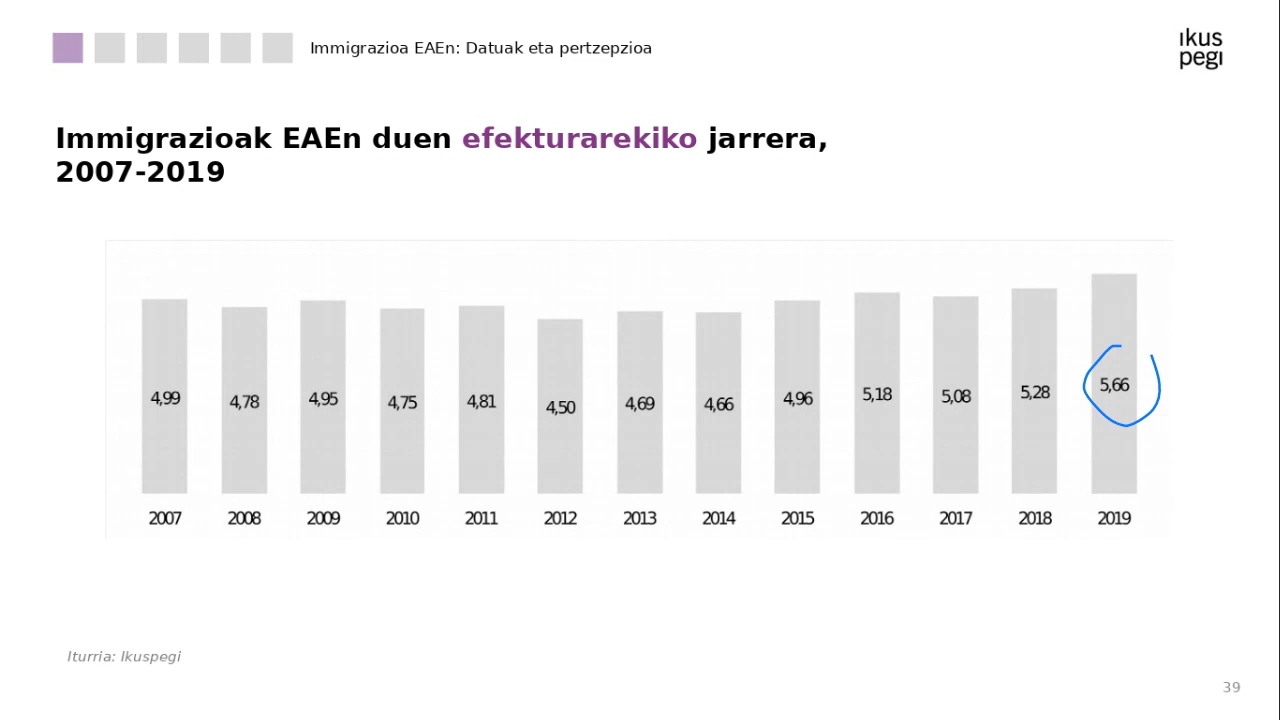 Immigrazioa EAEn: Datuak eta pertzepzioa
ikus
pegi
Immigrazioak EAEn duen efekturarekiko jarrera,
2007-2019
4,99 4,78 4,95 4,75 4,81 4,50 4,69 4,66 4,96 5,18 5,08 5,28 5,66
2007 2008 2009 2010 2011 2012 2013 2014 2015 2016 2017 2018 2019
Iturria: Ikuspegi
39